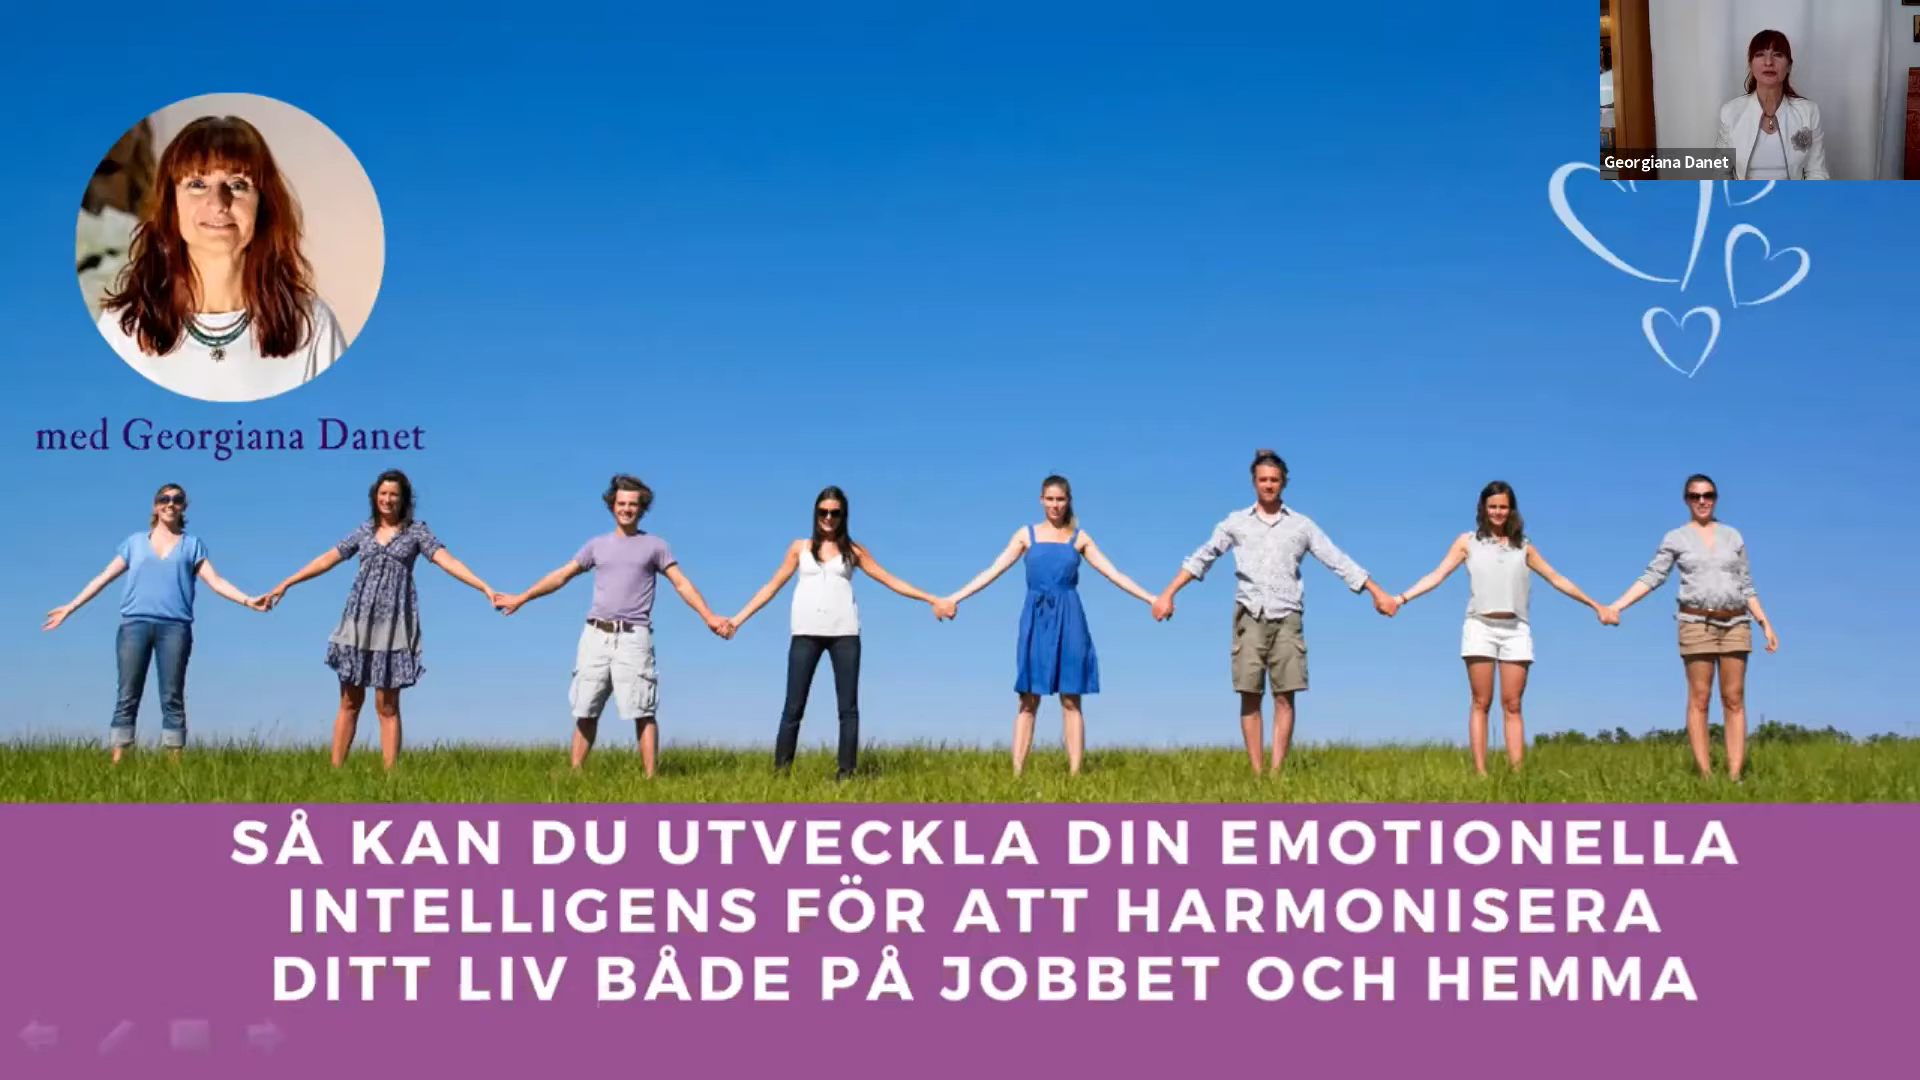 Georgiana Danet
med Georgiana Danet
SÅ KAN DU UTVECKLA DIN EMOTIONELLA
INTELLIGENS FÖR ATT HARMONISERA
DITT LIV BÅDE PÅ JOBBET OCH HEMMA